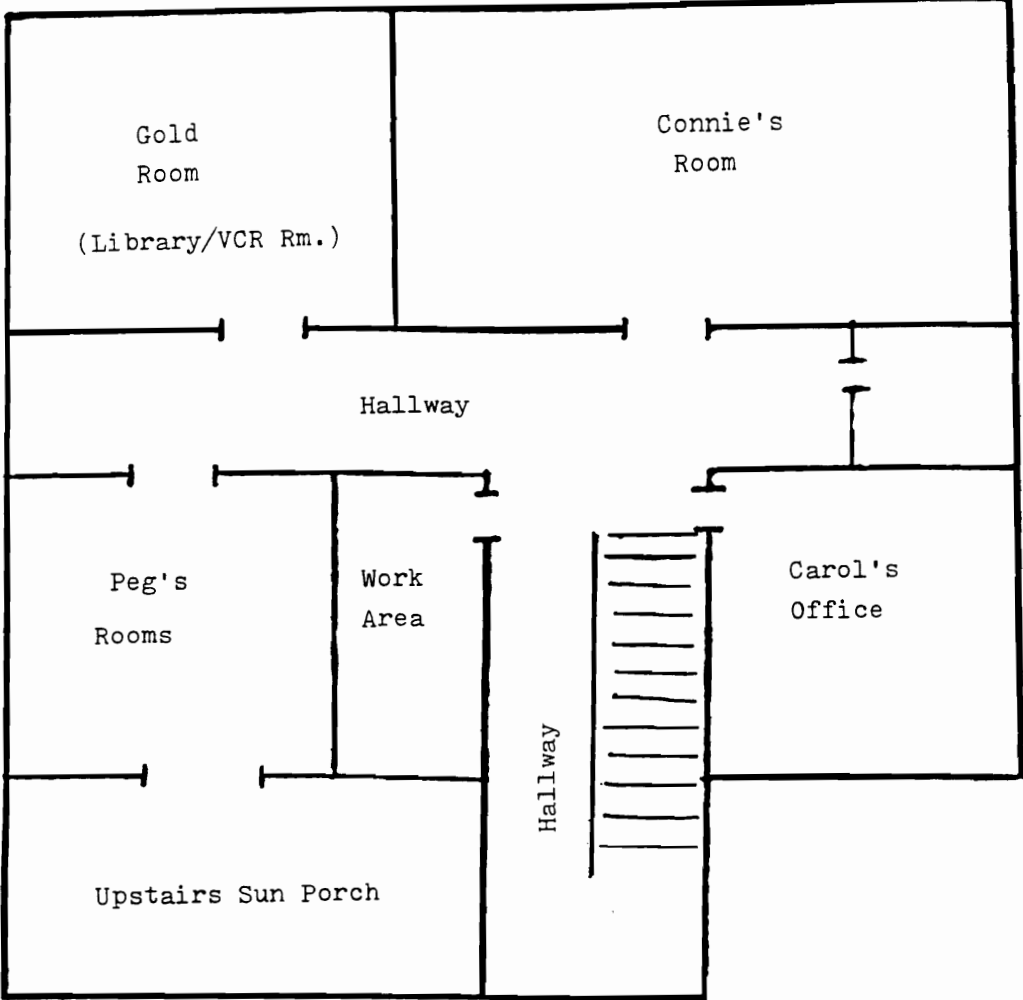 Gold
Room
(Library/VCR Rm.)
Connie's
Room
Hallway
Peg's
Rooms
Work
Area
Carol's
Office
Hallway
Upstairs Sun Porch